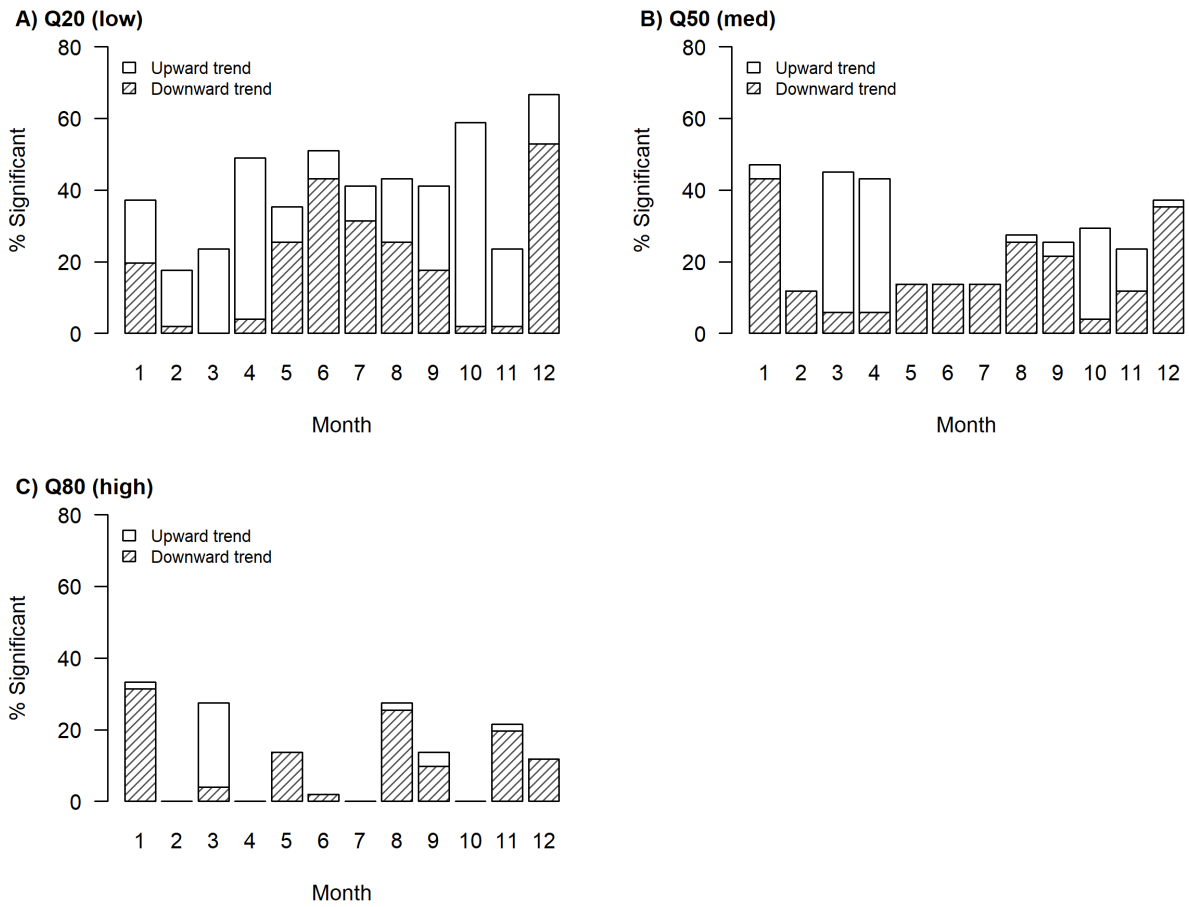 A) Q20 (low)
80
60
40
20
0
% Significant
Upward trend
Downward trend
1 2 3 4 5 6 7 8 9 10 11 12
Month
B) Q50 (med)
80
60
40
20
0
% Significant
Upward trend
Downward trend
1 2 3 4 5 6 7 8 9 10 11 12
Month
C) Q80 (high)
80
60
40
20
0
% Significant
Upward trend
Downward trend
1 2 3 4 5 6 7 8 9 10 11 12
Month